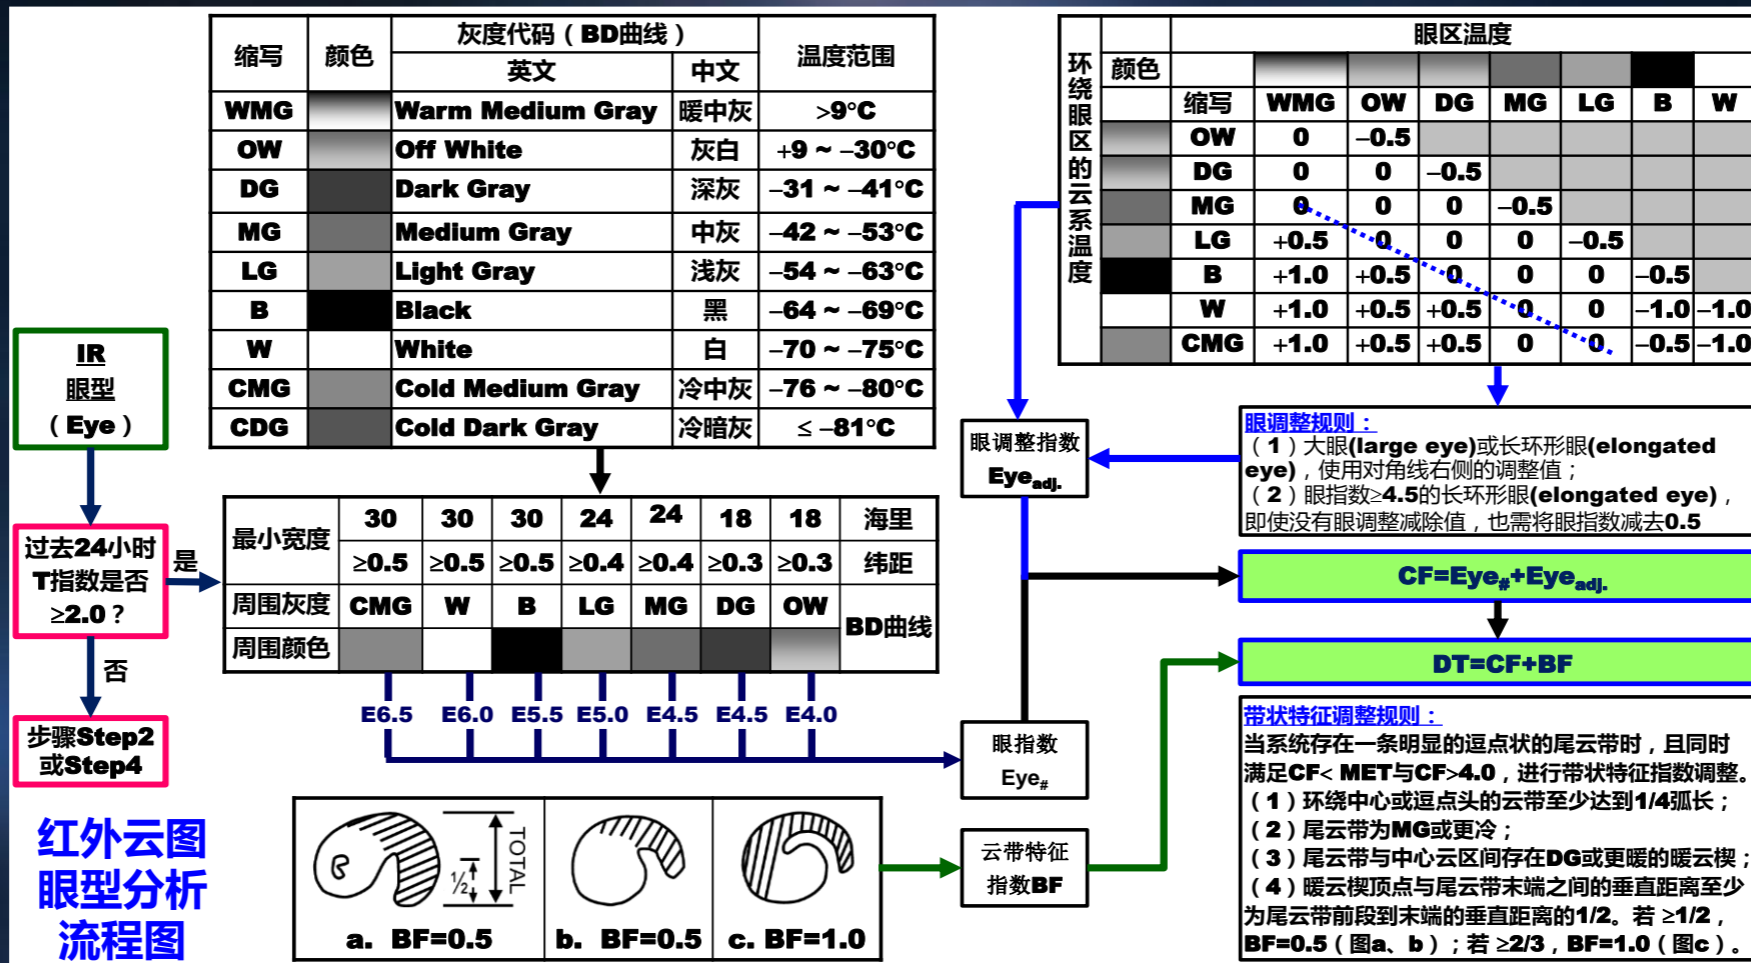 缩写 颜色 灰度代码（BD曲线） 温度范围
英文 中文
WMG Warm Medium Gray 暖中灰 >9°C
OW Off White 灰白 +9 ~ –30°C
DG Dark Gray 深灰 –31 ~ –41°C
MG Medium Gray 中灰 –42 ~ –53°C
LG Light Gray 浅灰 –54 ~ –63°C
B Black 黑 –64 ~ –69°C
W White 白 –70 ~ –75°C
CMG Cold Medium Gray 冷中灰 –76 ~ –80°C
CDG Cold Dark Gray 冷暗灰 ≤ –81°C
环绕眼区的云系温度
眼区温度
颜色
缩写 WMG OW DG MG LG B W
OW 0 –0.5
DG 0 0 –0.5
MG 0 0 0 –0.5
LG +0.5 0 0 0 –0.5
B +1.0 +0.5 0 0 0 –0.5
W +1.0 +0.5 +0.5 0 0 –1.0 –1.0
CMG +1.0 +0.5 +0.5 0 0 –0.5 –1.0
IR
眼型
（Eye）
过去24小时
T指数是否
≥2.0？
是
否
步骤Step2
或Step4
最小宽度 30 30 30 24 24 18 18 海里
≥0.5 ≥0.5 ≥0.5 ≥0.4 ≥0.4 ≥0.3 ≥0.3 纬距
周围灰度 CMG W B LG MG DG OW BD曲线
周围颜色
E6.5 E6.0 E5.5 E5.0 E4.5 E4.5 E4.0
眼调整指数
Eyeadj.
眼调整规则：
（1）大眼(large eye)或长环形眼(elongated
eye)，使用对角线右侧的调整值；
（2）眼指数≥4.5的长环形眼(elongated eye)，
即使没有眼调整减除值，也需将眼指数减去0.5
CF=Eye#+Eyeadj.
DT=CF+BF
眼指数
Eye#
云带特征
指数BF
TOTAL
½
a. BF=0.5 b. BF=0.5 c. BF=1.0
带状特征调整规则：
当系统存在一条明显的逗点状的尾云带时，且同时
满足CF< MET与CF>4.0，进行带状特征指数调整。
（1）环绕中心或逗点头的云带至少达到1/4弧长；
（2）尾云带为MG或更冷；
（3）尾云带与中心云区间存在DG或更暖的暖云楔；
（4）暖云楔顶点与尾云带末端之间的垂直距离至少
为尾云带前段到末端的垂直距离的1/2。若 ≥1/2，
BF=0.5（图a、b）；若 ≥2/3，BF=1.0（图c）。
红外云图
眼型分析
流程图